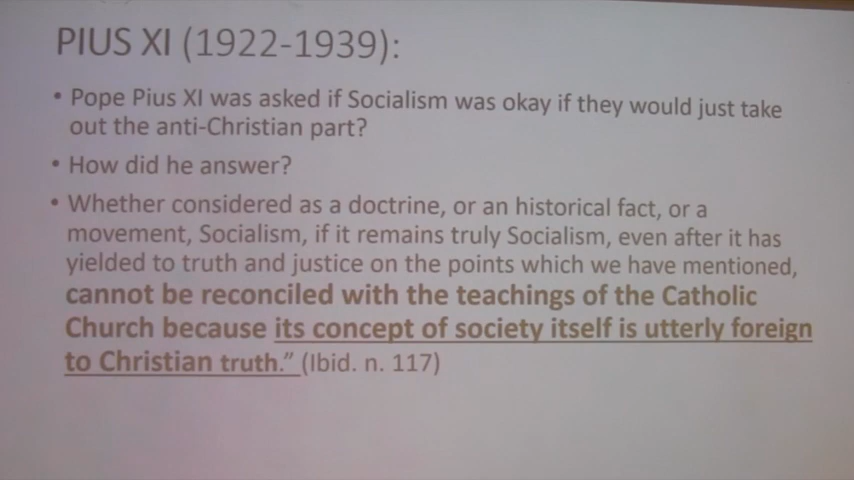 PIUS XI (1922-1939):
• Pope Pius XI was asked if Socialism was okay if they would just take
out the anti-Christian part?
• How did he answer?
• Whether considered as a doctrine, or an historical fact, or a
movement, Socialism, if it remains truly Socialism, even after it has
yielded to truth and justice on the points which we have mentioned,
cannot be reconciled with the teachings of the Catholic
Church because its concept of society itself is utterly foreign
to Christian truth.” (Ibid. n. 117)